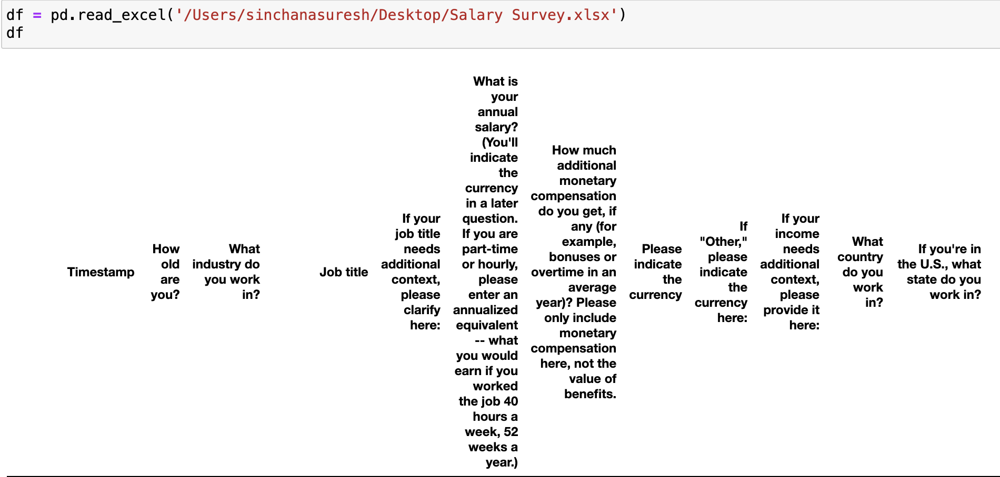 df = pd.read_excel('/Users/sinchanasuresh/Desktop/Salary Survey.xlsx')
df
Timestamp
How
old
are
you?
What
industry do
you work
in?
Job title
If your
job title
needs
additional
context,
please
clarify
here:
What is
your
annual
salary?
(You'll
indicate
the
currency
in a later
question.
If you are
part-time
or hourly,
please
enter an
annualized
equivalent
-- what
you would
earn if you
worked
the job 40
hours a
week, 52
weeks a
year.)
How much
additional
monetary
compensation
do you get, if
any (for
example,
bonuses or
overtime in an
average
year)? Please
only include
monetary
compensation
here, not the
value of
benefits.
Please
indicate
the
currency
If
"Other,"
please
indicate
the
currency
here:
If your
income
needs
additional
context,
please
provide it
here:
What
country
do you
work
in?
If you're in
the U.S., what
state do you
work in?